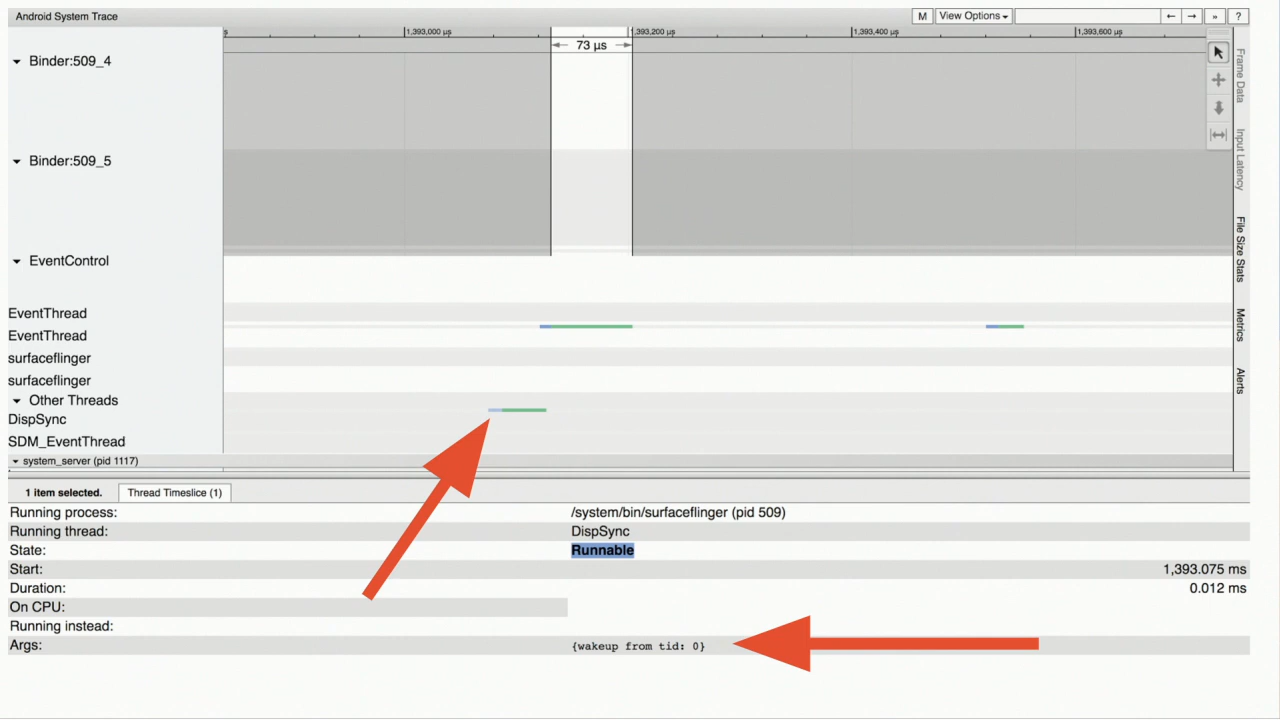 Android System Trace
M View Options ← → » ?
1,393,000 µs 1,393,200 µs 1,393,400 µs 1,393,600 µs
73 µs
Binder:509_4
Binder:509_5
EventControl
EventThread
EventThread
surfaceflinger
surfaceflinger
Other Threads
DispSync
SDM_EventThread
system_server (pid 1117)
Frame Data
Input Latency
File Size Stats
Metrics
Alerts
1 item selected. Thread Timeslice (1)
Running process: /system/bin/surfaceflinger (pid 509)
Running thread: DispSync
State: Runnable
Start: 1,393.075 ms
Duration: 0.012 ms
On CPU:
Running instead:
Args: {wakeup from tid: 0}